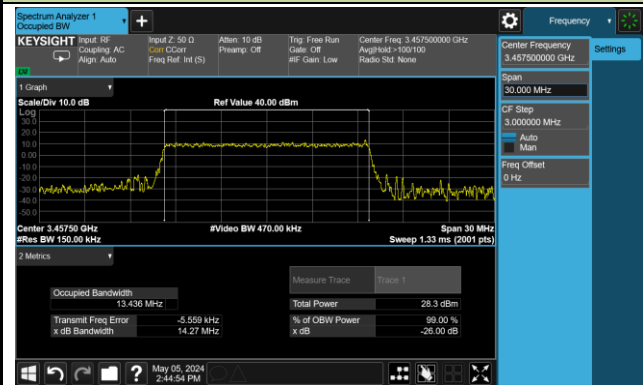 Spectrum Analyzer 1
Occupied BW
Frequency
KEYSIGHT
Input: RF
Coupling: AC
Align: Auto
Input Z: 50 Ω
Corr CCorr
Freq Ref: Int (S)
Atten: 10 dB
Preamp: Off
Trig: Free Run
Gate: Off
#IF Gain: Low
Center Freq: 3.457500000 GHz
Avg|Hold:>100/100
Radio Std: None
Center Frequency
3.457500000 GHz
Settings
Span
30.000 MHz
CF Step
3.000000 MHz
Auto
Man
Freq Offset
0 Hz
1 Graph
Scale/Div 10.0 dB
Ref Value 40.00 dBm
Log
30.0
20.0
10.0
0.00
-10.0
-20.0
-30.0
-40.0
-50.0
Center 3.45750 GHz
#Video BW 470.00 kHz
Span 30 MHz
#Res BW 150.00 kHz
Sweep 1.33 ms (2001 pts)
2 Metrics
Measure Trace
Trace 1
Occupied Bandwidth
13.436 MHz
Total Power
28.3 dBm
Transmit Freq Error
-5.559 kHz
% of OBW Power
99.00 %
x dB Bandwidth
14.27 MHz
x dB
-26.00 dB
May 05, 2024
2:44:54 PM